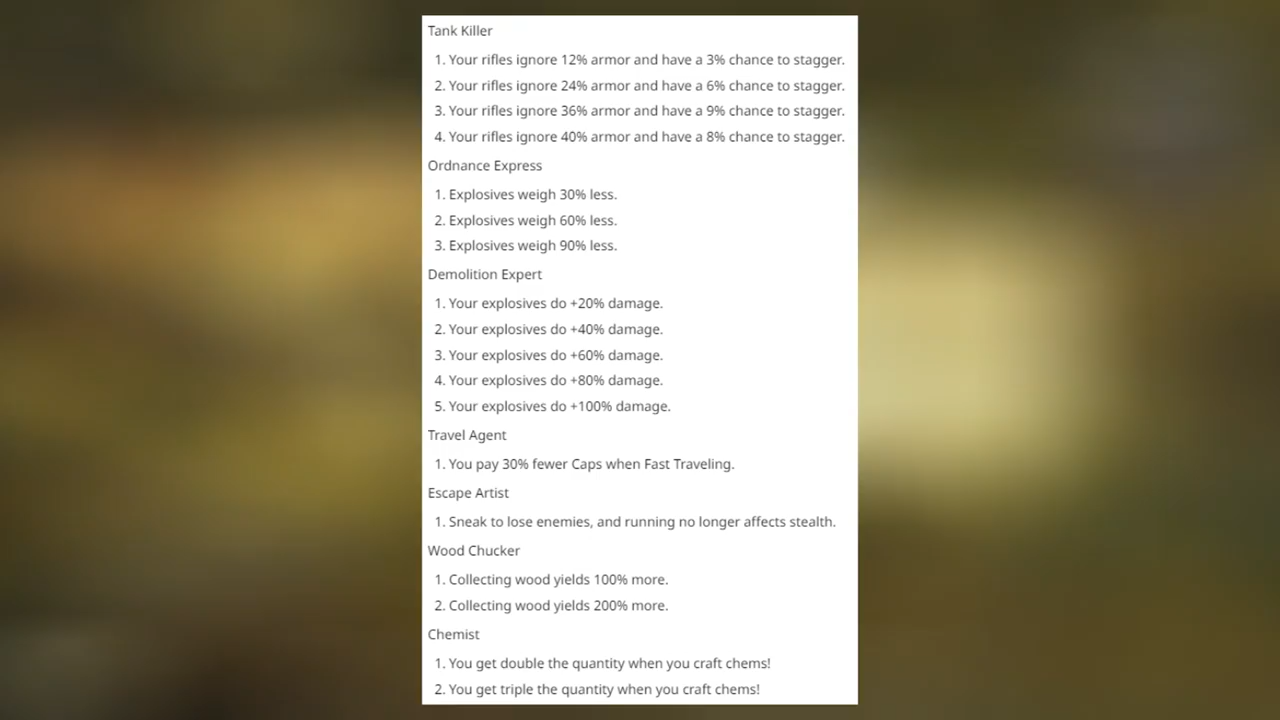 Tank Killer
1. Your rifles ignore 12% armor and have a 3% chance to stagger.
2. Your rifles ignore 24% armor and have a 6% chance to stagger.
3. Your rifles ignore 36% armor and have a 9% chance to stagger.
4. Your rifles ignore 40% armor and have a 8% chance to stagger.
Ordnance Express
1. Explosives weigh 30% less.
2. Explosives weigh 60% less.
3. Explosives weigh 90% less.
Demolition Expert
1. Your explosives do +20% damage.
2. Your explosives do +40% damage.
3. Your explosives do +60% damage.
4. Your explosives do +80% damage.
5. Your explosives do +100% damage.
Travel Agent
1. You pay 30% fewer Caps when Fast Traveling.
Escape Artist
1. Sneak to lose enemies, and running no longer affects stealth.
Wood Chucker
1. Collecting wood yields 100% more.
2. Collecting wood yields 200% more.
Chemist
1. You get double the quantity when you craft chems!
2. You get triple the quantity when you craft chems!